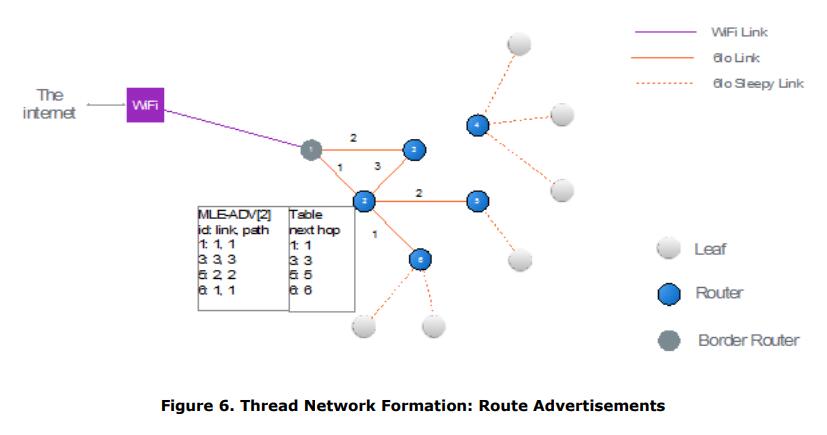 WiFi Link
6lo Link
6lo Sleepy Link
The
internet
WiFi
1
2
3
4
1
3
2
2
5
1
6
MLE-ADV[2]
id: link, path
1: 1, 1
3: 3, 3
5: 2, 2
6: 1, 1
Table
next hop
1: 1
3: 3
5: 5
6: 6
Leaf
Router
Border Router
Figure 6. Thread Network Formation: Route Advertisements